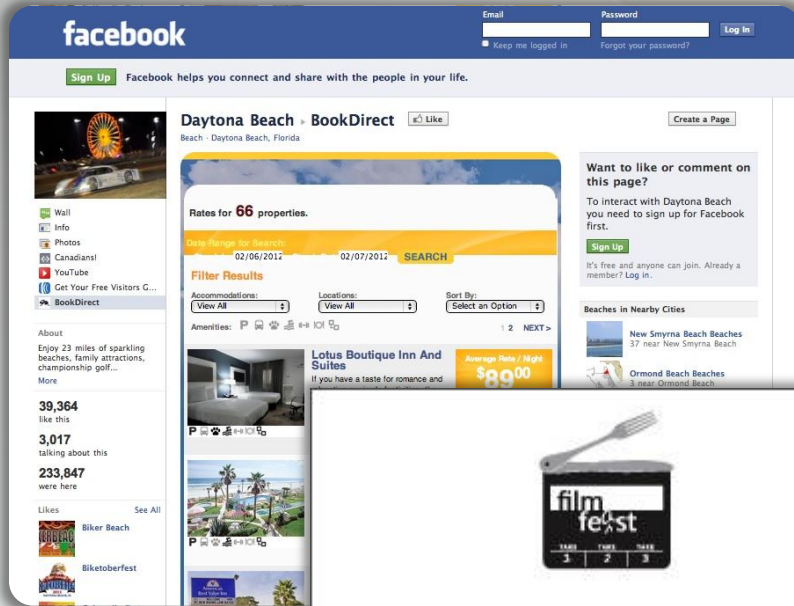 facebook
Email
Password
Log In
Keep me logged in
Forgot your password?
Sign Up
Facebook helps you connect and share with the people in your life.
Daytona Beach ▸ BookDirect
Like
Create a Page
Beach · Daytona Beach, Florida
Wall
Info
Photos
Canadians!
YouTube
Get Your Free Visitors G...
BookDirect
About
Enjoy 23 miles of sparkling
beaches, family attractions,
championship golf...
More
39,364
like this
3,017
talking about this
233,847
were here
Likes
See All
Biker Beach
Biketoberfest
Rates for 66 properties.
Date Range for Search:
02/06/2012
02/07/2012
SEARCH
Filter Results
Accommodations:
View All
Locations:
View All
Sort By:
Select an Option
Amenities:
1 2 NEXT >
Lotus Boutique Inn And
Suites
If you have a taste for romance and
Average Rate / Night
$8900
Want to like or comment on
this page?
To interact with Daytona Beach
you need to sign up for Facebook
first.
Sign Up
It's free and anyone can join. Already a
member? Log in.
Beaches in Nearby Cities
New Smyrna Beach Beaches
37 near New Smyrna Beach
Ormond Beach Beaches
3 near Ormond Beach
film
feast
TAKE TAKE TAKE
1 2 3